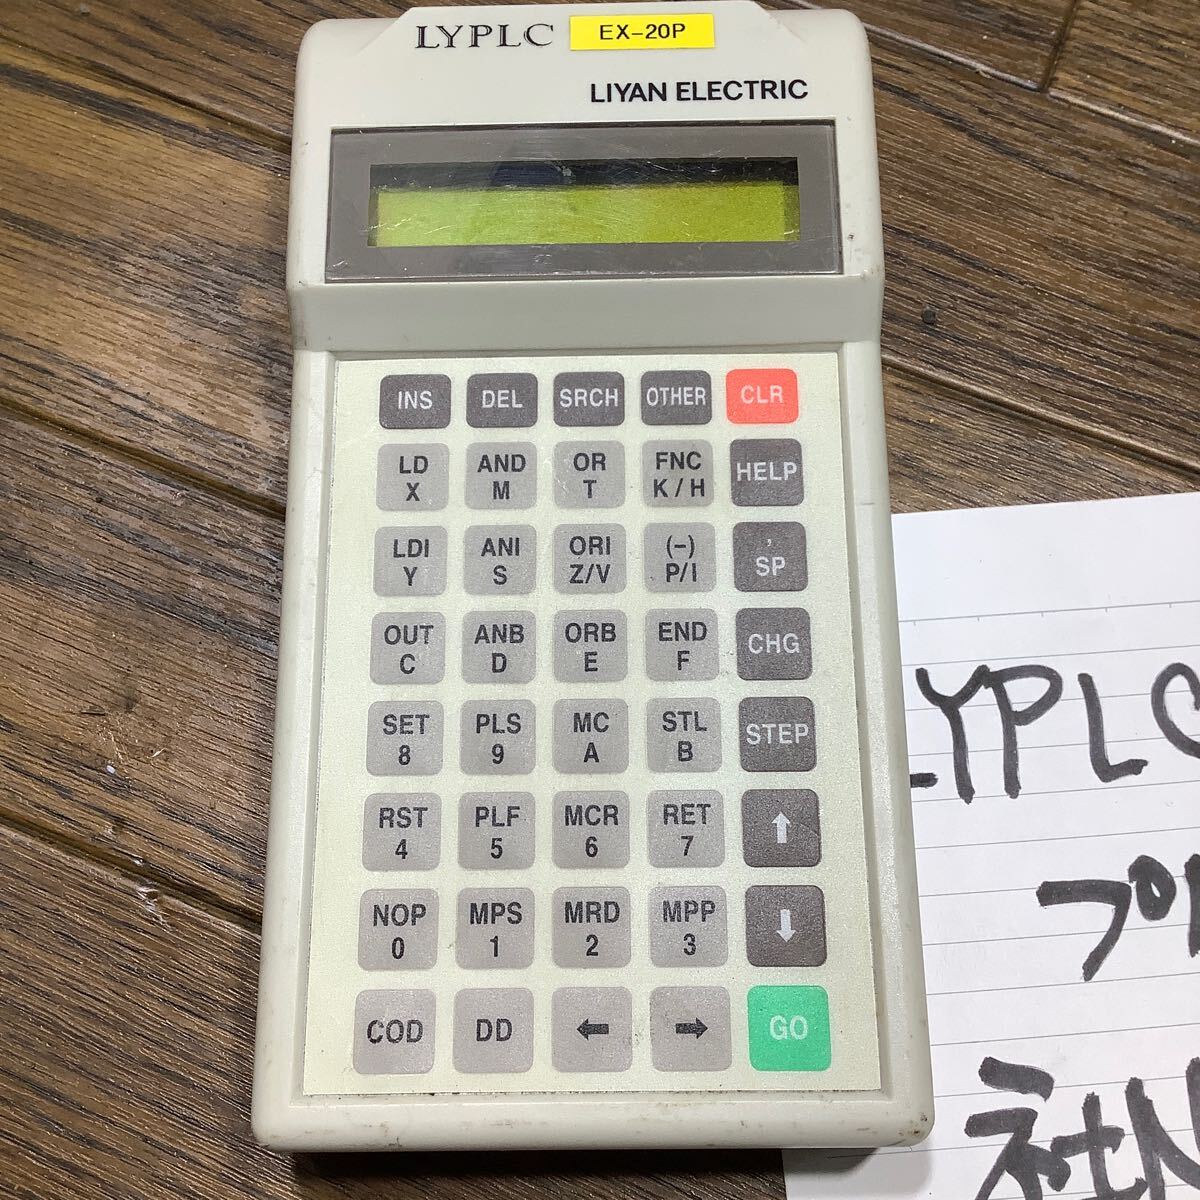 LYPLC EX-20P
LIYAN ELECTRIC
INS DEL SRCH OTHER CLR
LD AND OR FNC HELP
X M T K/H
LDI ANI ORI (-) ,
Y S Z/V P/I SP
OUT ANB ORB END CHG
C D E F
SET PLS MC STL STEP
8 9 A B
RST PLF MCR RET ↑
4 5 6 7
NOP MPS MRD MPP ↓
0 1 2 3
COD DD ← → GO
LYPLC
プ